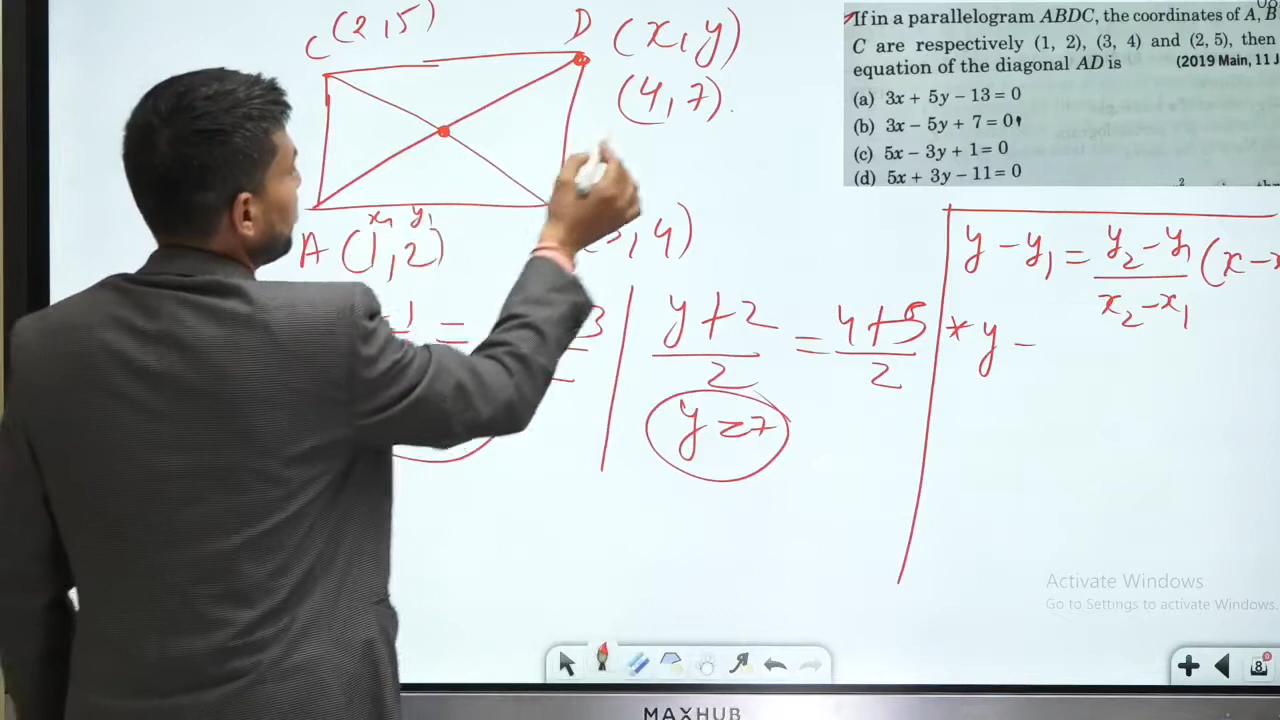 C (2,5)
D (x, y)
(4, 7).
x₁ y₁
A (1, 2)
, 4)
y+2/2 = 4+5/2
y = 7
y - y₁ = y₂-y₁/x₂-x₁ (x-
* y -
If in a parallelogram ABDC, the coordinates of A, B
C are respectively (1, 2), (3, 4) and (2, 5), then
equation of the diagonal AD is
(2019 Main, 11 J
(a) 3x + 5y − 13 = 0
(b) 3x − 5y + 7 = 0
(c) 5x − 3y + 1 = 0
(d) 5x + 3y − 11 = 0
Activate Windows
Go to Settings to activate Windows.
8
MAXHUB